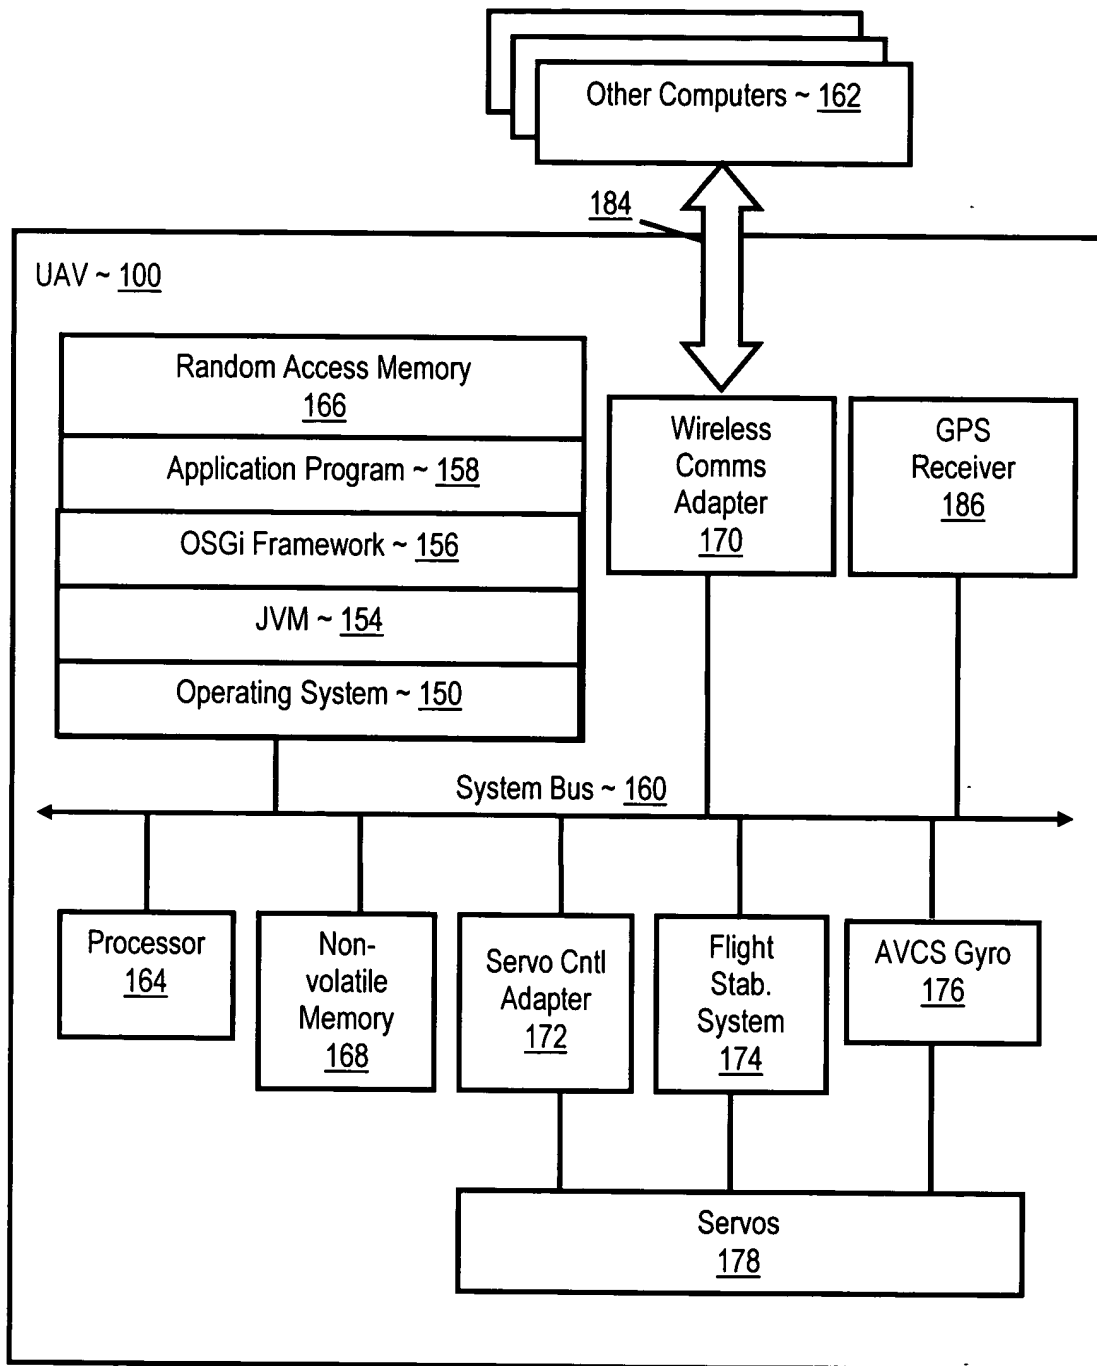 Other Computers ~ 162
184
UAV ~ 100
Random Access Memory
166
Application Program ~ 158
OSGi Framework ~ 156
JVM ~ 154
Operating System ~ 150
Wireless
Comms
Adapter
170
GPS
Receiver
186
System Bus ~ 160
Processor
164
Non-
volatile
Memory
168
Servo Cntl
Adapter
172
Flight
Stab.
System
174
AVCS Gyro
176
Servos
178